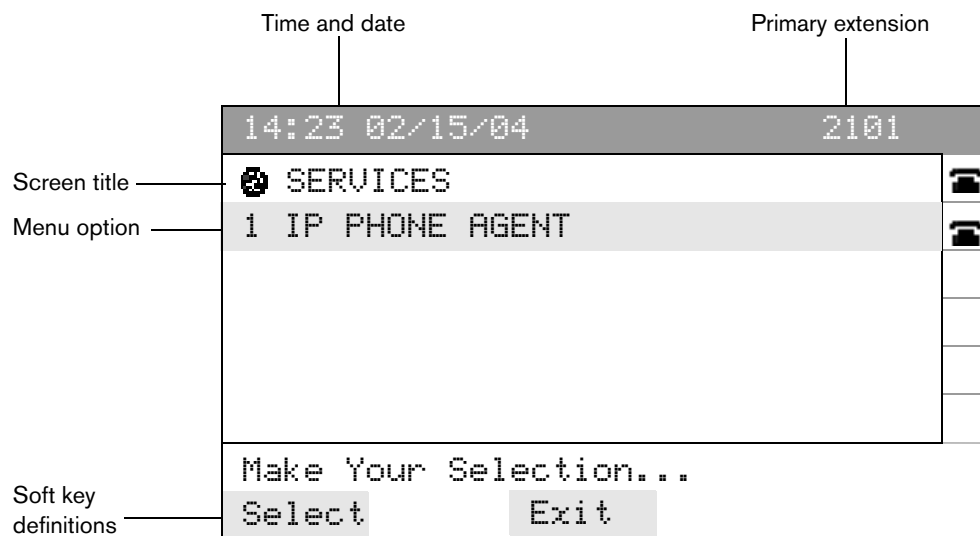 Time and date
Primary extension
14:23 02/15/04 2101
Screen title
SERVICES
Menu option
1 IP PHONE AGENT
Make Your Selection...
Soft key
definitions
Select Exit